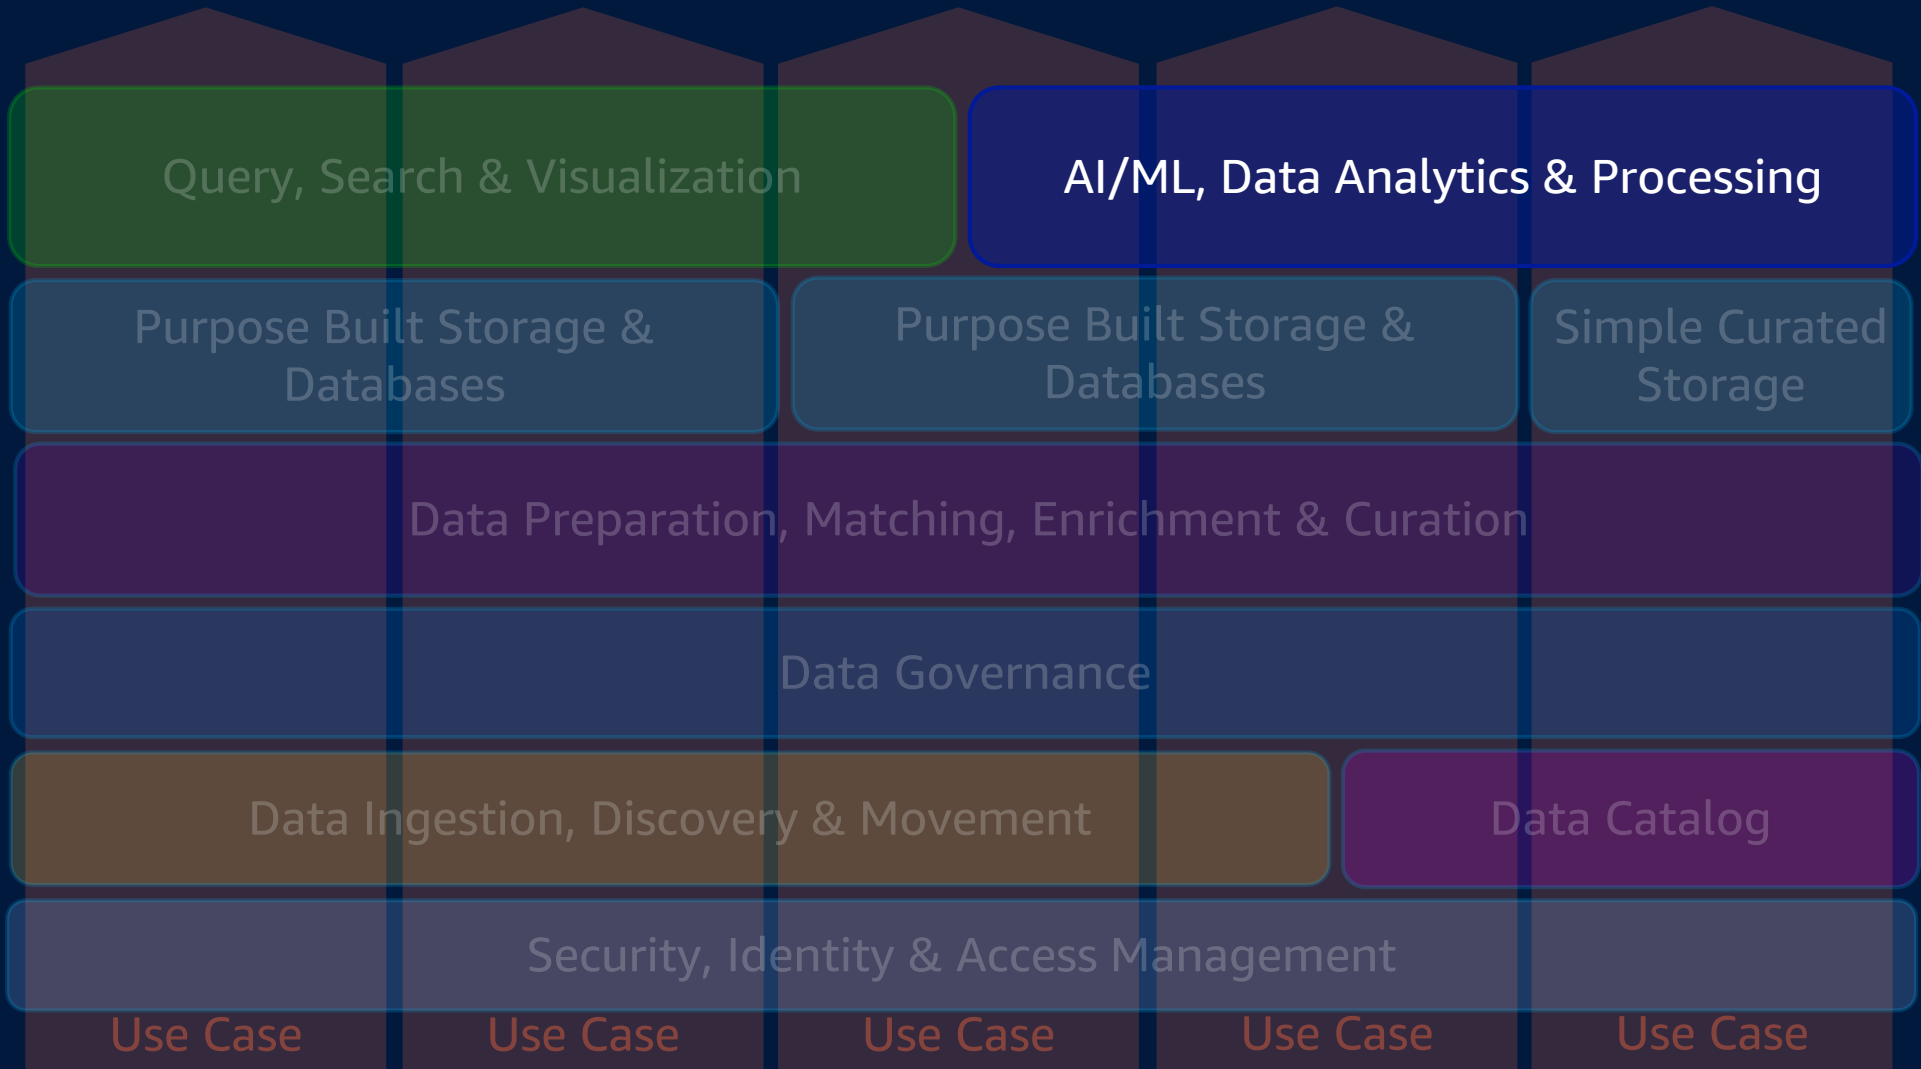 Query, Search & Visualization
AI/ML, Data Analytics & Processing
Purpose Built Storage &
Databases
Purpose Built Storage &
Databases
Simple Curated
Storage
Data Preparation, Matching, Enrichment & Curation
Data Governance
Data Ingestion, Discovery & Movement
Data Catalog
Security, Identity & Access Management
Use Case
Use Case
Use Case
Use Case
Use Case